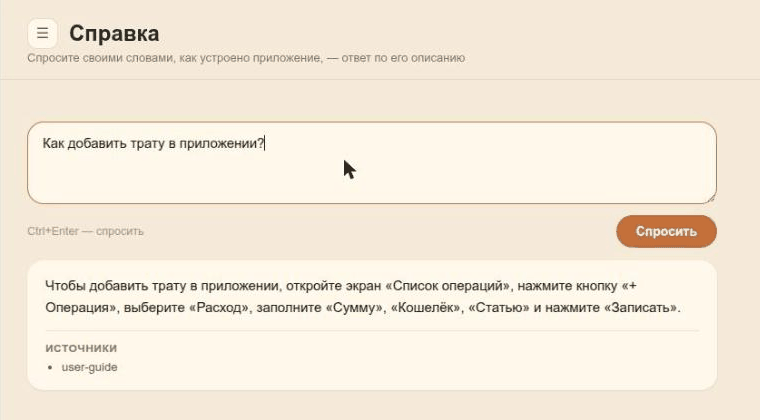 Справка
Спросите своими словами, как устроено приложение, — ответ по его описанию
Как добавить трату в приложении?
Ctrl+Enter — спросить
Спросить
Чтобы добавить трату в приложении, откройте экран «Список операций», нажмите кнопку «+
Операция», выберите «Расход», заполните «Сумму», «Кошелёк», «Статью» и нажмите «Записать».
ИСТОЧНИКИ
• user-guide